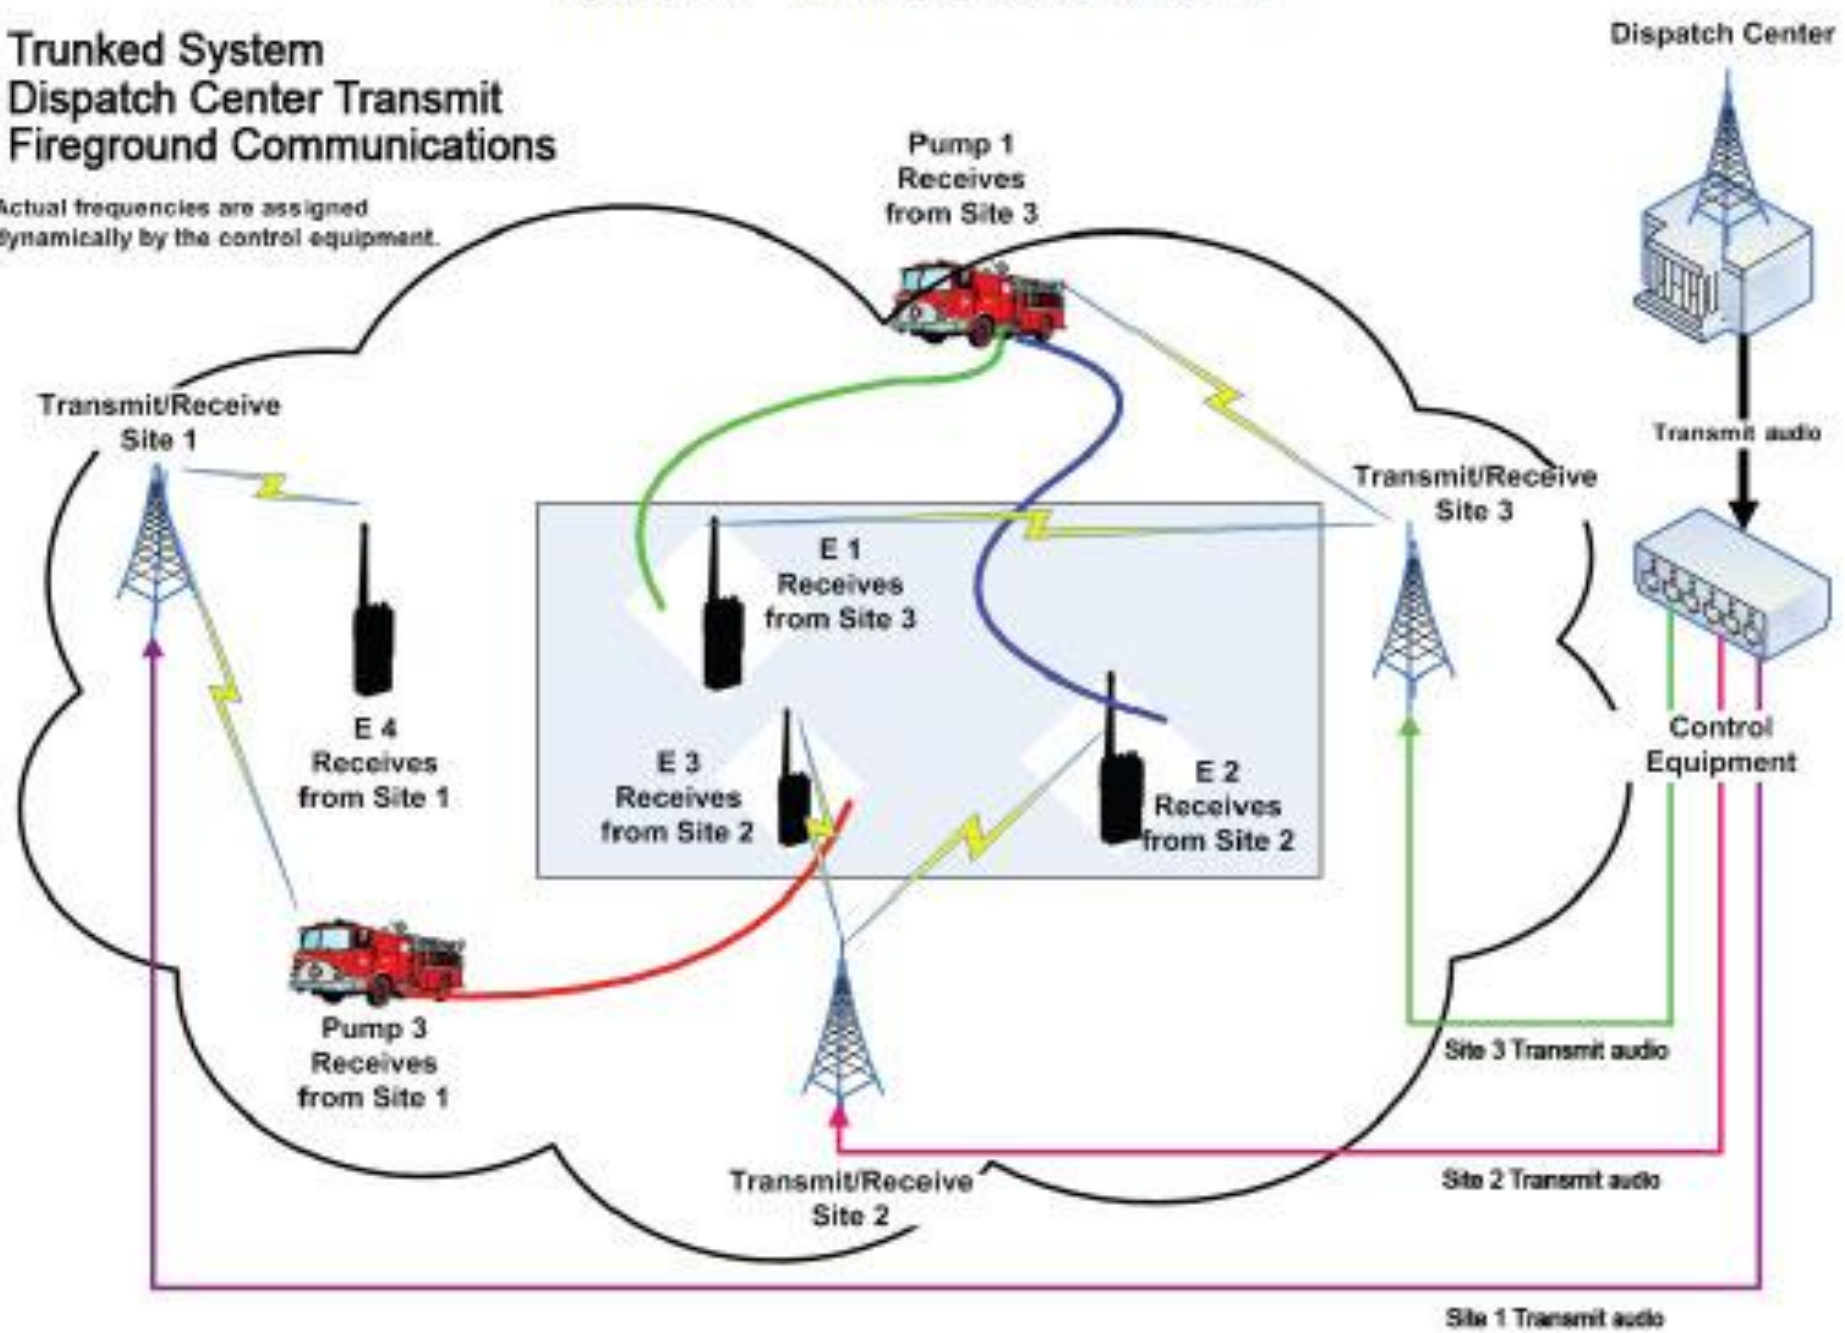 Trunked System
Dispatch Center Transmit
Fireground Communications
Actual frequencies are assigned
dynamically by the control equipment.
Dispatch Center
Pump 1
Receives
from Site 3
Transmit/Receive
Site 1
Transmit audio
Transmit/Receive
Site 3
E 1
Receives
from Site 3
E 4
Receives
from Site 1
E 3
Receives
from Site 2
E 2
Receives
from Site 2
Control
Equipment
Pump 3
Receives
from Site 1
Site 3 Transmit audio
Transmit/Receive
Site 2
Site 2 Transmit audio
Site 1 Transmit audio